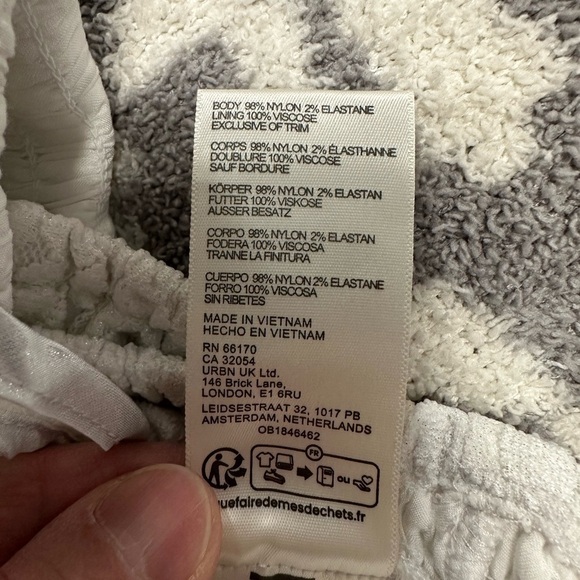 BODY 98% NYLON 2% ELASTANE
LINING 100% VISCOSE
EXCLUSIVE OF TRIM
CORPS 98% NYLON 2% ÉLASTHANNE
DOUBLURE 100% VISCOSE
SAUF BORDURE
KÖRPER 98% NYLON 2% ELASTAN
FUTTER 100% VISKOSE
AUSSER BESATZ
CORPO 98% NYLON 2% ELASTAN
FODERA 100% VISCOSA
TRANNE LA FINITURA
CUERPO 98% NYLON 2% ELASTANE
FORRO 100% VISCOSA
SIN RIBETES
MADE IN VIETNAM
HECHO EN VIETNAM
RN 66170
CA 32054
URBN UK Ltd.
146 Brick Lane,
LONDON, E1 6RU
LEIDSESTRAAT 32, 1017 PB
AMSTERDAM, NETHERLANDS
OB1846462
FR
OU
uefairedemesdechets.fr